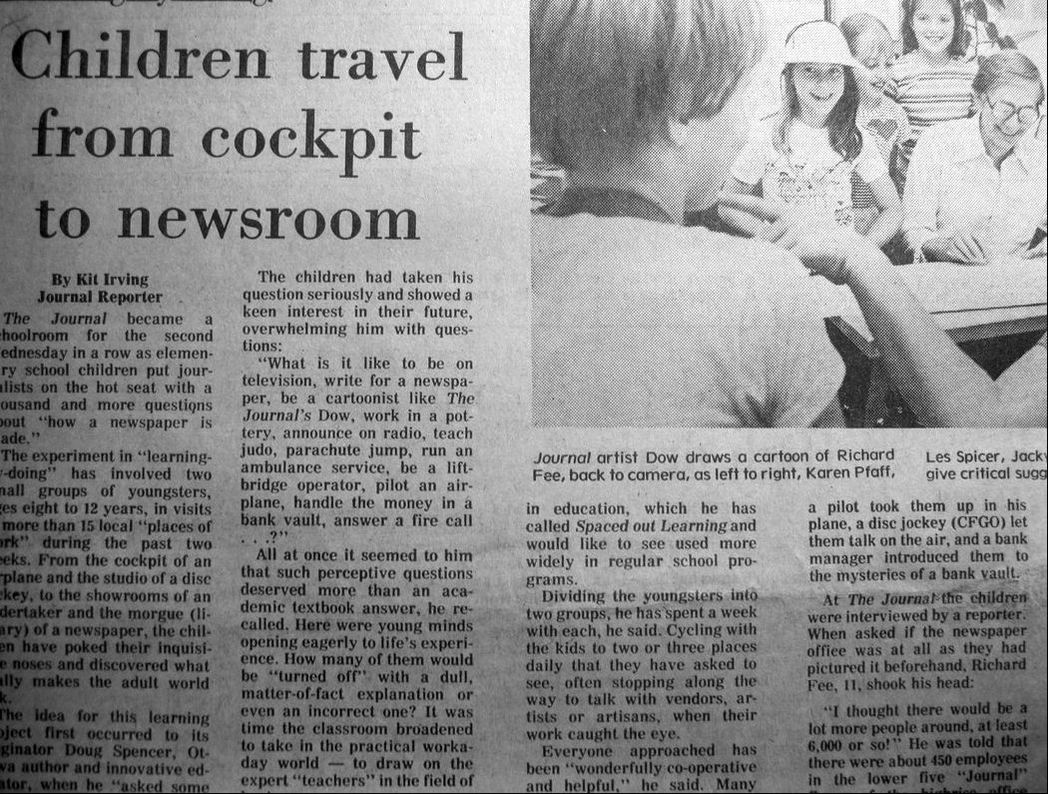 Children travel
from cockpit
to newsroom
By Kit Irving
Journal Reporter
The Journal became a
hoolroom for the second
ednesday in a row as elemen-
ry school children put jour-
lists on the hot seat with a
ousand and more questions
out "how a newspaper is
ade."
The experiment in "learning-
-doing" has involved two
all groups of youngsters,
es eight to 12 years, in visits
more than 15 local "places of
rk" during the past two
eks. From the cockpit of an
plane and the studio of a disc
key, to the showrooms of an
dertaker and the morgue (li-
ary) of a newspaper, the chil-
en have poked their inquisi-
e noses and discovered what
lly makes the adult world
k.
The idea for this learning
ject first occurred to its
ginator Doug Spencer, Ot-
wa author and innovative ed-
ator, when he "asked some
The children had taken his
question seriously and showed a
keen interest in their future,
overwhelming him with ques-
tions:
"What is it like to be on
television, write for a newspa-
per, be a cartoonist like The
Journal's Dow, work in a pot-
tery, announce on radio, teach
judo, parachute jump, run an
ambulance service, be a lift-
bridge operator, pilot an air-
plane, handle the money in a
bank vault, answer a fire call
. . .?"
All at once it seemed to him
that such perceptive questions
deserved more than an aca-
demic textbook answer, he re-
called. Here were young minds
opening eagerly to life's experi-
ence. How many of them would
be "turned off" with a dull,
matter-of-fact explanation or
even an incorrect one? It was
time the classroom broadened
to take in the practical worka-
day world — to draw on the
expert "teachers" in the field of
Journal artist Dow draws a cartoon of Richard
Fee, back to camera, as left to right, Karen Pfaff,
Les Spicer, Jack
give critical sugg
in education, which he has
called Spaced out Learning and
would like to see used more
widely in regular school pro-
grams.
Dividing the youngsters into
two groups, he has spent a week
with each, he said. Cycling with
the kids to two or three places
daily that they have asked to
see, often stopping along the
way to talk with vendors, ar-
tists or artisans, when their
work caught the eye.
Everyone approached has
been "wonderfully co-operative
and helpful," he said. Many
a pilot took them up in his
plane, a disc jockey (CFGO) let
them talk on the air, and a bank
manager introduced them to
the mysteries of a bank vault.
At The Journal the children
were interviewed by a reporter.
When asked if the newspaper
office was at all as they had
pictured it beforehand, Richard
Fee, 11, shook his head:
"I thought there would be a
lot more people around, at least
6,000 or so!" He was told that
there were about 450 employees
in the lower five "Journal"